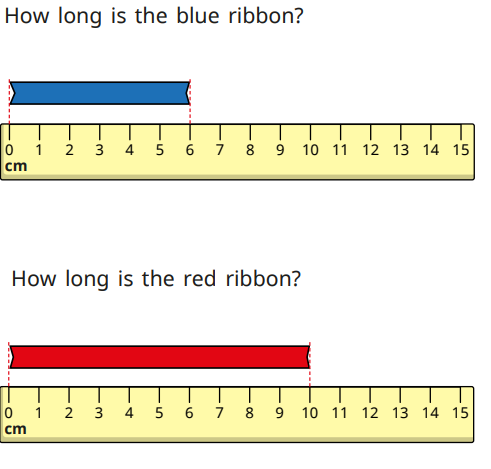 How long is the blue ribbon?
0 1 2 3 4 5 6 7 8 9 10 11 12 13 14 15
cm
How long is the red ribbon?
0 1 2 3 4 5 6 7 8 9 10 11 12 13 14 15
cm